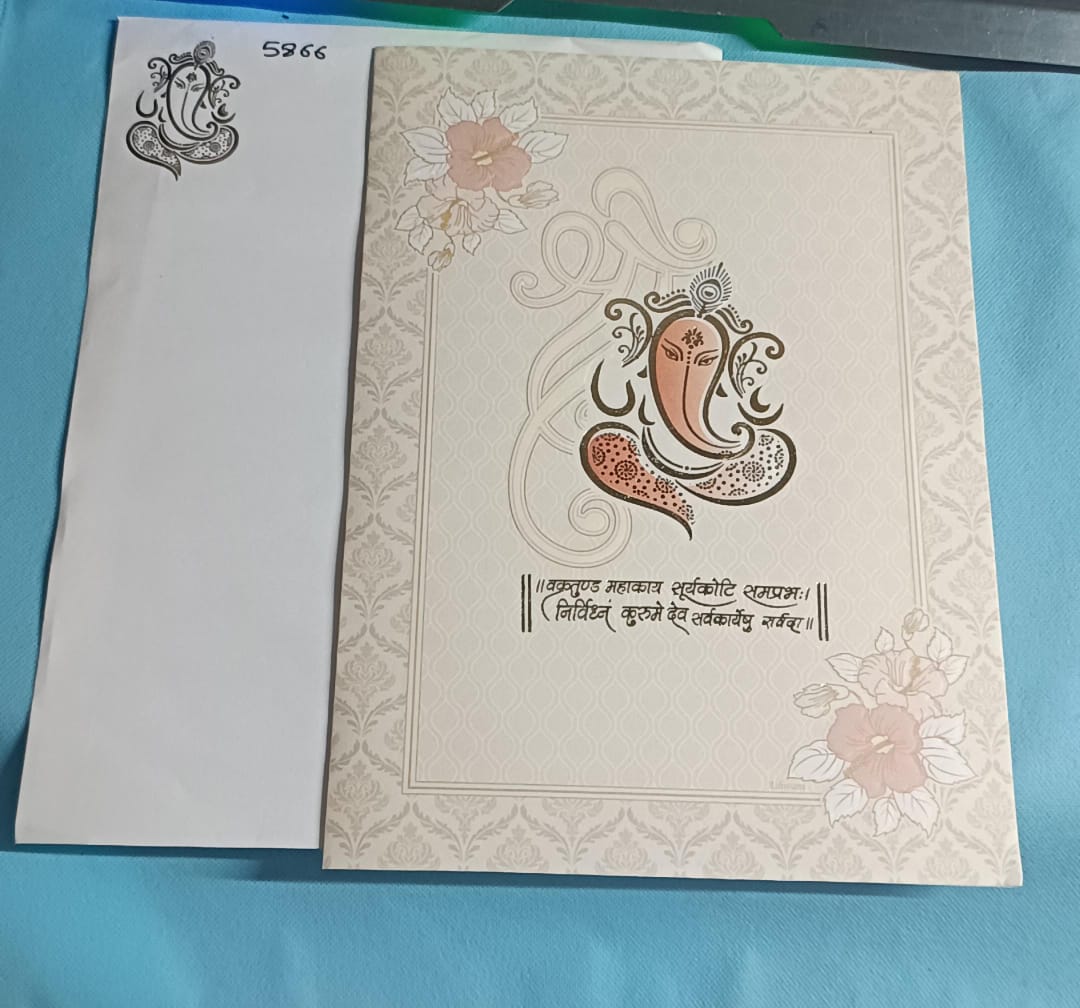 5866
श्री
॥वक्रतुण्ड महाकाय सूर्यकोटि समप्रभः।
निर्विध्नं कुरुमे देव सर्वकार्येषु सर्वदा॥